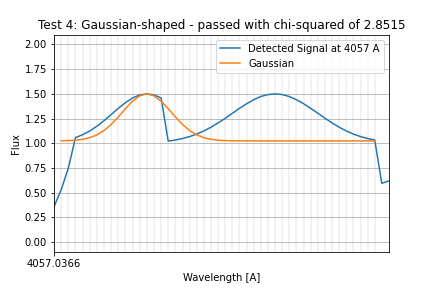 Test 4: Gaussian-shaped - passed with chi-squared of 2.8515
2.00
1.75
1.50
1.25
1.00
0.75
0.50
0.25
0.00
Flux
Detected Signal at 4057 A
Gaussian
4057.0366
Wavelength [A]